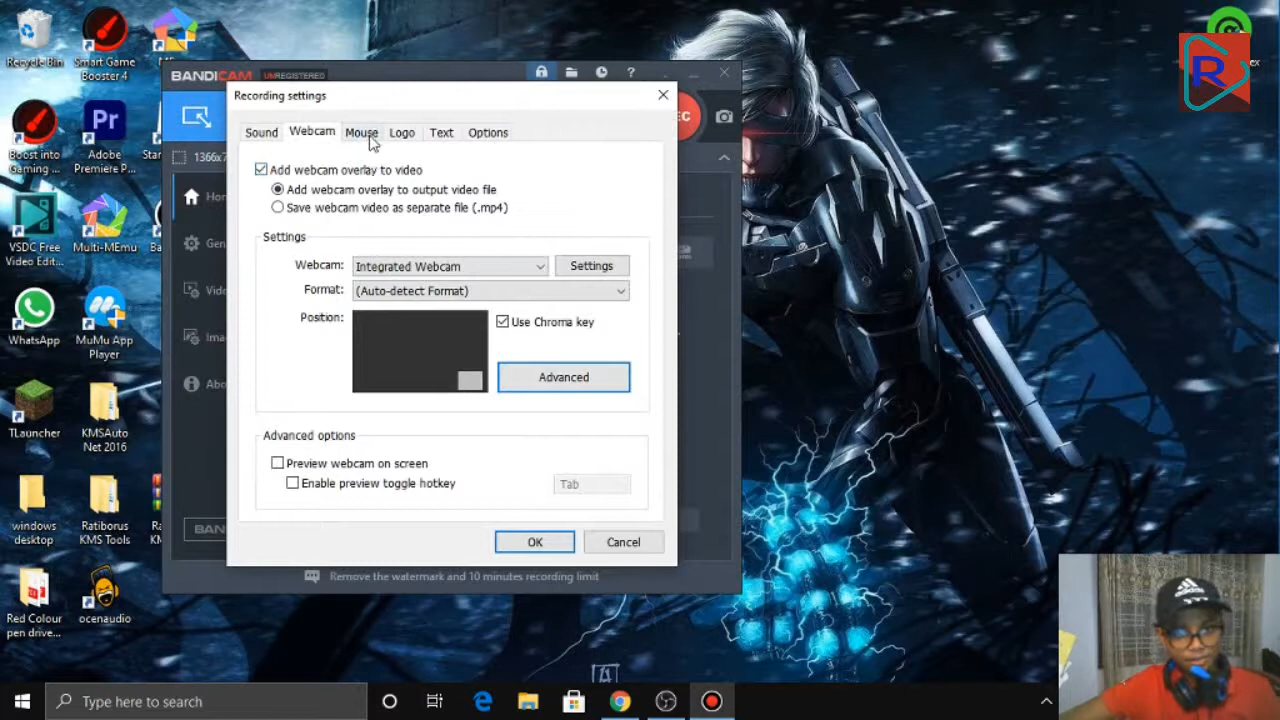 Recycle Bin
Smart Game
Booster 4
Boost into
Gaming ...
Adobe
Premiere P...
VSDC Free
Video Edit...
Multi-MEmu
WhatsApp
MuMu App
Player
TLauncher
KMSAuto
Net 2016
windows
desktop
Ratiborus
KMS Tools
Red Colour
pen drive...
ocenaudio
BANDICAM UNREGISTERED
Recording settings
Sound Webcam Mouse Logo Text Options
Add webcam overlay to video
Add webcam overlay to output video file
Save webcam video as separate file (.mp4)
Settings
Webcam: Integrated Webcam Settings
Format: (Auto-detect Format)
Position:
Use Chroma key
Advanced
Advanced options
Preview webcam on screen
Enable preview toggle hotkey Tab
OK Cancel
Remove the watermark and 10 minutes recording limit
Type here to search
R
Pr